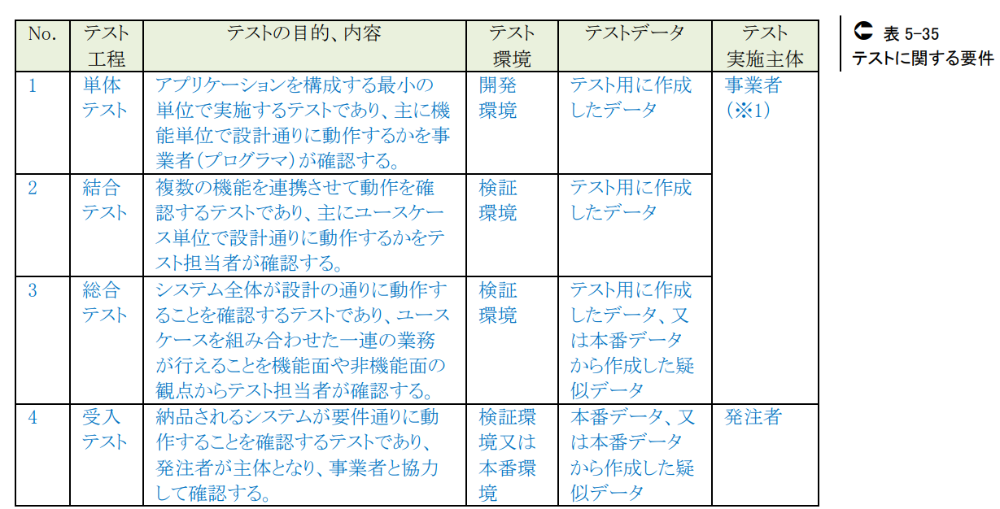 No.
テスト
工程
テストの目的、内容
テスト
環境
テストデータ
テスト
実施主体
1
単体
テスト
アプリケーションを構成する最小の
単位で実施するテストであり、主に機
能単位で設計通りに動作するかを事
業者(プログラマ)が確認する。
開発
環境
テスト用に作成
したデータ
事業者
(※1)
2
結合
テスト
複数の機能を連携させて動作を確
認するテストであり、主にユースケー
ス単位で設計通りに動作するかをテ
スト担当者が確認する。
検証
環境
テスト用に作成
したデータ
3
総合
テスト
システム全体が設計の通りに動作す
ることを確認するテストであり、ユース
ケースを組み合わせた一連の業務
が行えることを機能面や非機能面の
観点からテスト担当者が確認する。
検証
環境
テスト用に作成
したデータ、又
は本番データ
から作成した疑
似データ
4
受入
テスト
納品されるシステムが要件通りに動
作することを確認するテストであり、
発注者が主体となり、事業者と協力
して確認する。
検証環
境又は
本番環
境
本番データ、又
は本番データ
から作成した疑
似データ
発注者
表 5-35
テストに関する要件